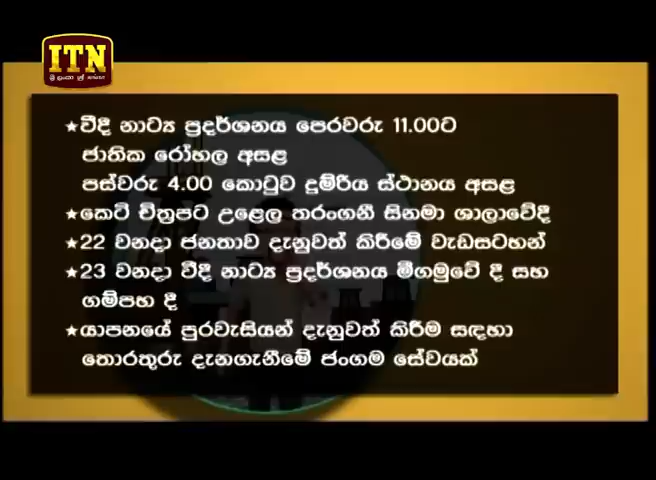 ITN
★වීදී නාට්‍ය ප්‍රදර්ශනය පෙරවරු 11.00ට
ජාතික රෝහල අසළ
පස්වරු 4.00 කොටුව දුම්රිය ස්ථානය අසළ
★කෙටි චිත්‍රපට උළෙල තරංගනී සිනමා ශාලාවේදී
★22 වනදා ජනතාව දැනුවත් කිරීමේ වැඩසටහන්
★23 වනදා වීදී නාට්‍ය ප්‍රදර්ශනය මීගමුවේ දී සහ
ගම්පහ දී
★යාපනයේ පුරවැසියන් දැනුවත් කිරීම සඳහා
තොරතුරු දැනගැනීමේ ජංගම සේවයක්